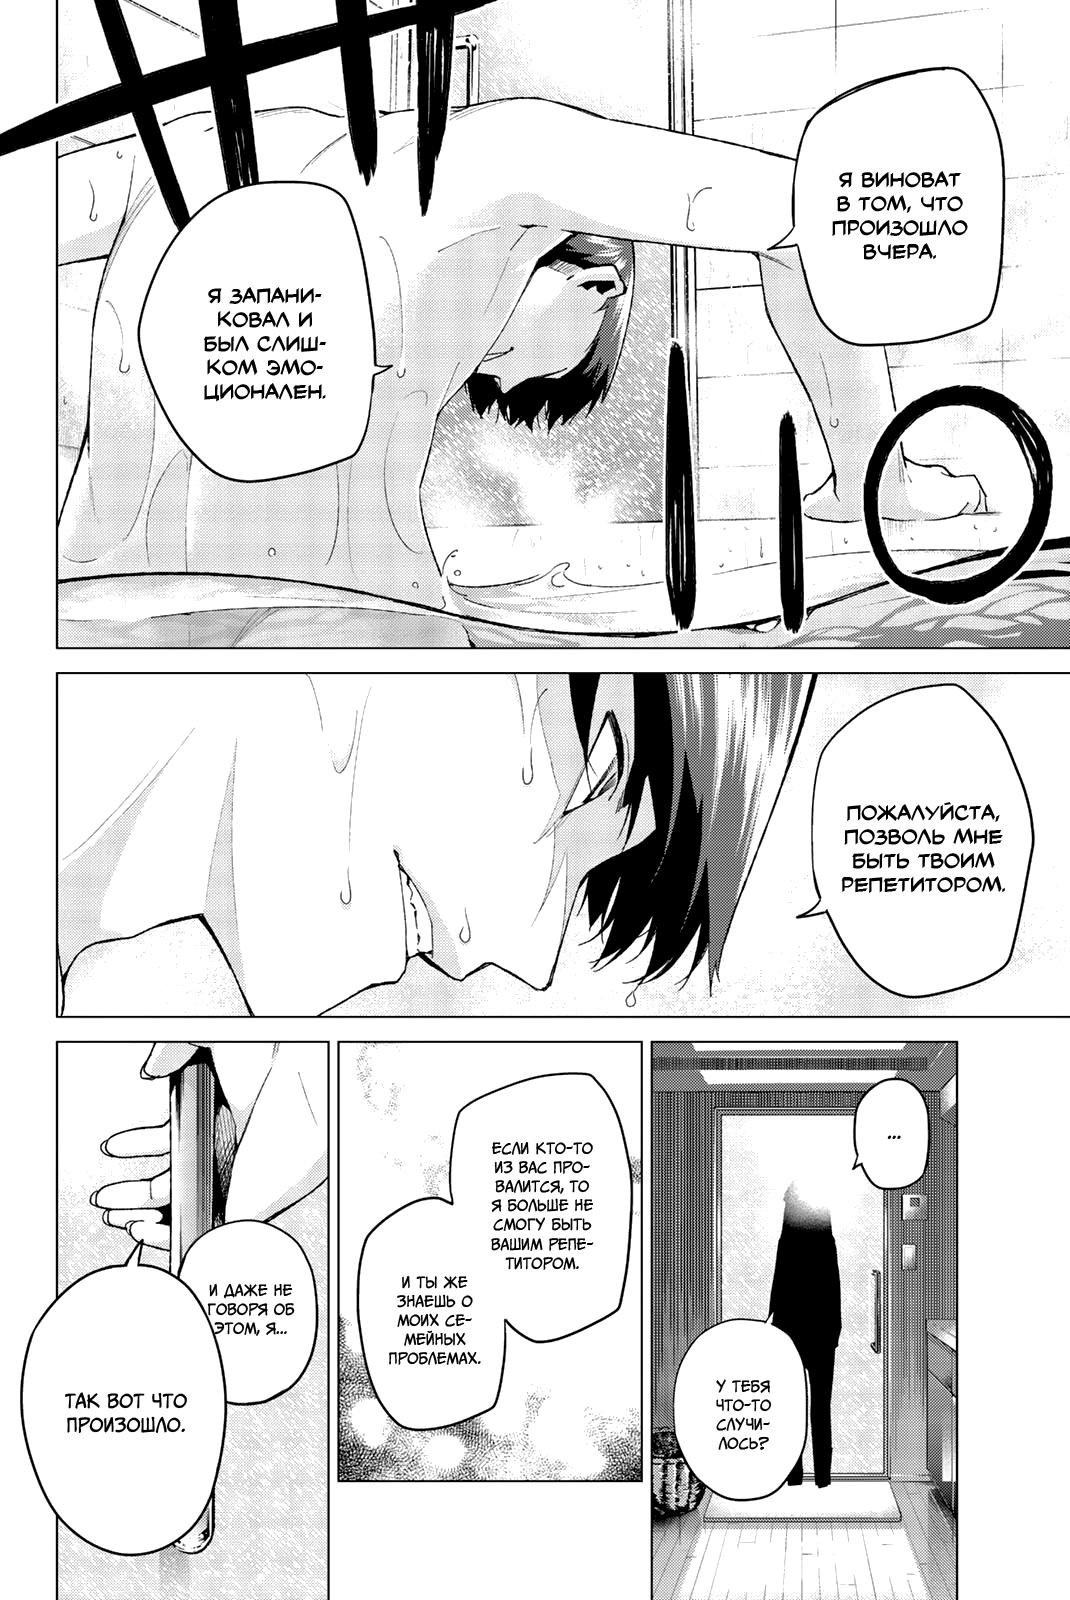 Я ВИНОВАТ
В ТОМ, ЧТО
ПРОИЗОШЛО
ВЧЕРА.
Я ЗАПАНИ-
КОВАЛ И
БЫЛ СЛИШ-
КОМ ЭМО-
ЦИОНАЛЕН.
ПОЖАЛУЙСТА,
ПОЗВОЛЬ МНЕ
БЫТЬ ТВОИМ
РЕПЕТИТОРОМ.
...
У ТЕБЯ
ЧТО-ТО
СЛУЧИ-
ЛОСЬ?
ЕСЛИ КТО-ТО
ИЗ ВАС ПРО-
ВАЛИТСЯ, ТО
Я БОЛЬШЕ НЕ
СМОГУ БЫТЬ
ВАШИМ РЕПЕ-
ТИТОРОМ.
И ТЫ ЖЕ
ЗНАЕШЬ О
МОИХ СЕ-
МЕЙНЫХ
ПРОБЛЕМАХ.
И ДАЖЕ НЕ
ГОВОРЯ ОБ
ЭТОМ, Я...
ТАК ВОТ ЧТО
ПРОИЗОШЛО.